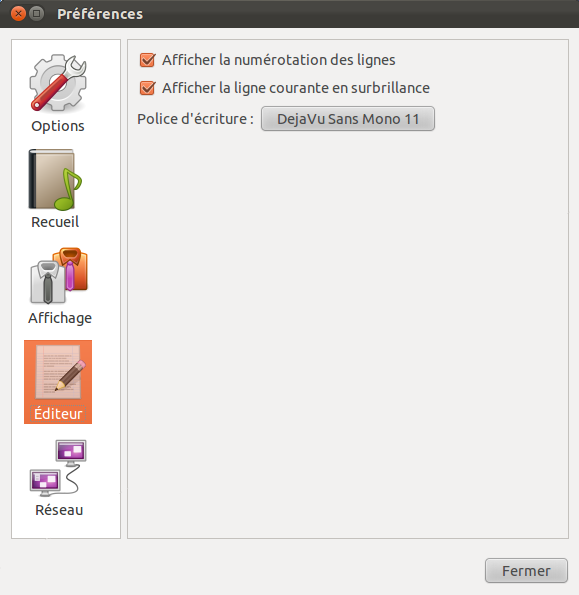 Préférences
Options
Recueil
Affichage
Éditeur
Réseau
Afficher la numérotation des lignes
Afficher la ligne courante en surbrillance
Police d'écriture : DejaVu Sans Mono 11
Fermer